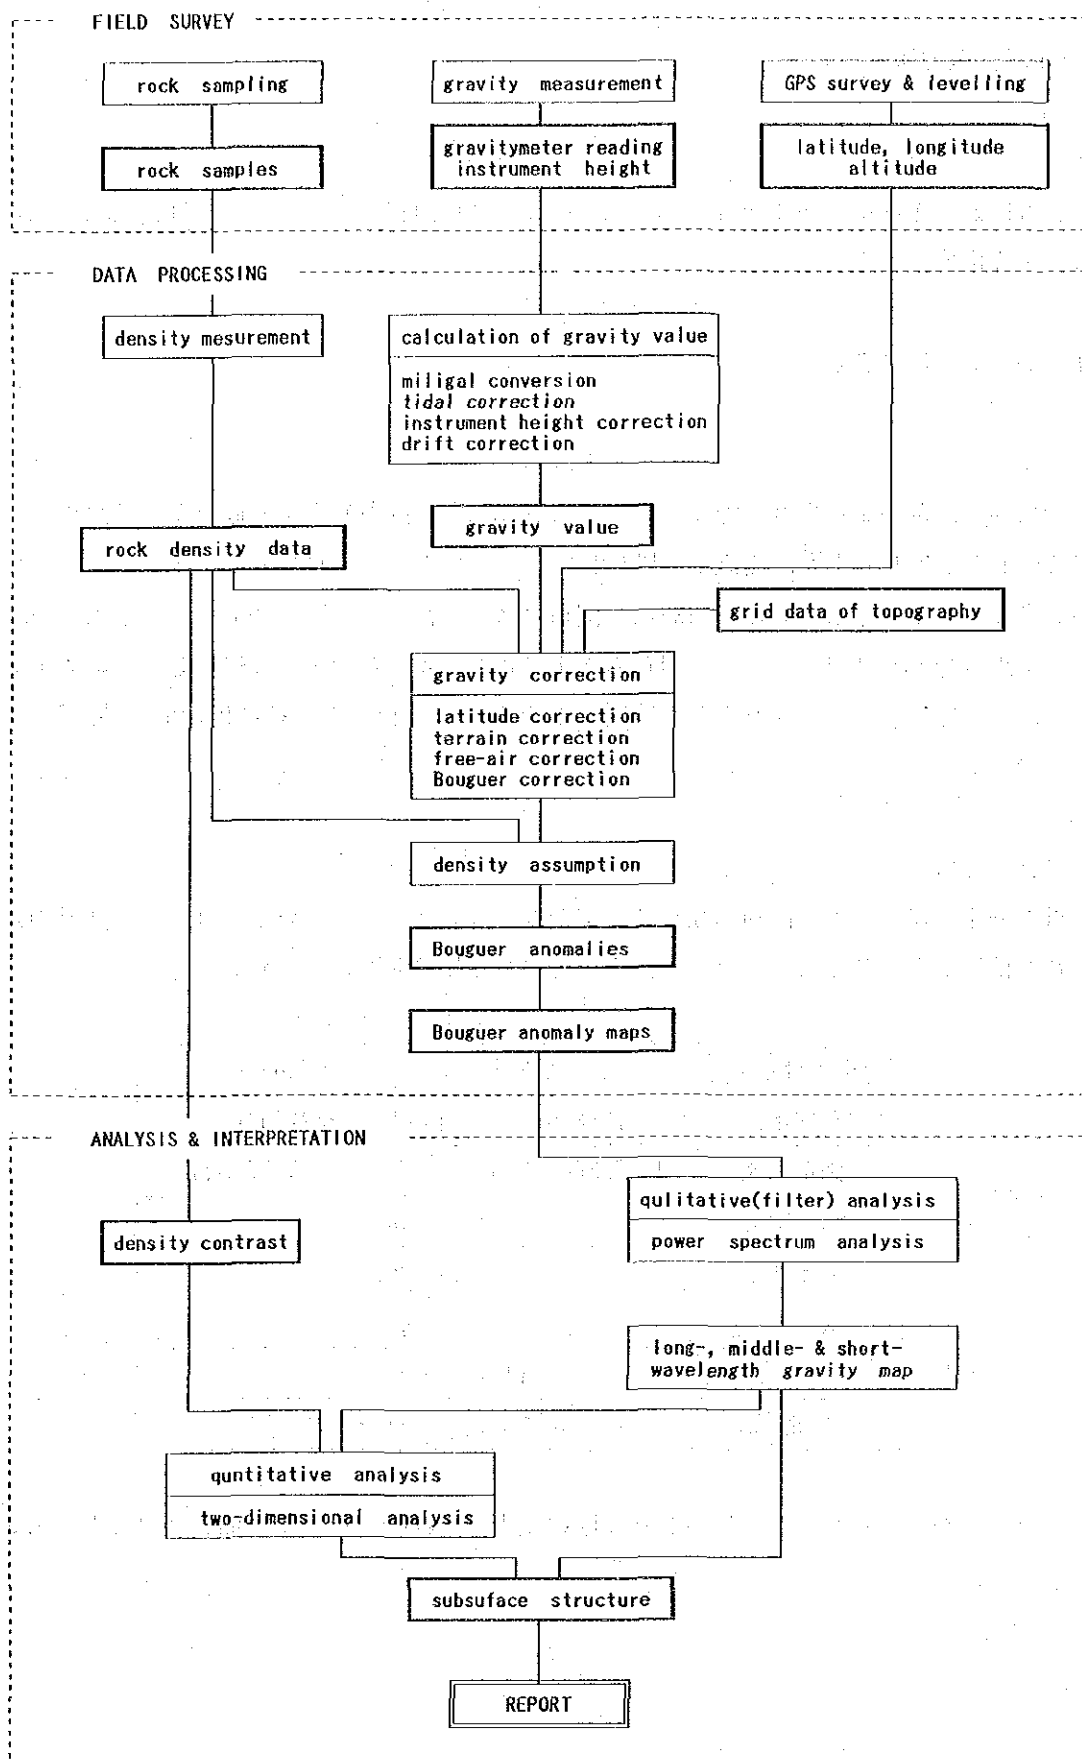 FIELD SURVEY
rock sampling
gravity measurement
GPS survey & levelling
rock samples
gravitymeter reading
instrument height
latitude, longitude
altitude
DATA PROCESSING
density mesurement
calculation of gravity value
miligal conversion
tidal correction
instrument height correction
drift correction
gravity value
rock density data
grid data of topography
gravity correction
latitude correction
terrain correction
free-air correction
Bouguer correction
density assumption
Bouguer anomalies
Bouguer anomaly maps
ANALYSIS & INTERPRETATION
qulitative(filter) analysis
power spectrum analysis
density contrast
long-, middle- & short-
wavelength gravity map
quntitative analysis
two-dimensional analysis
subsuface structure
REPORT